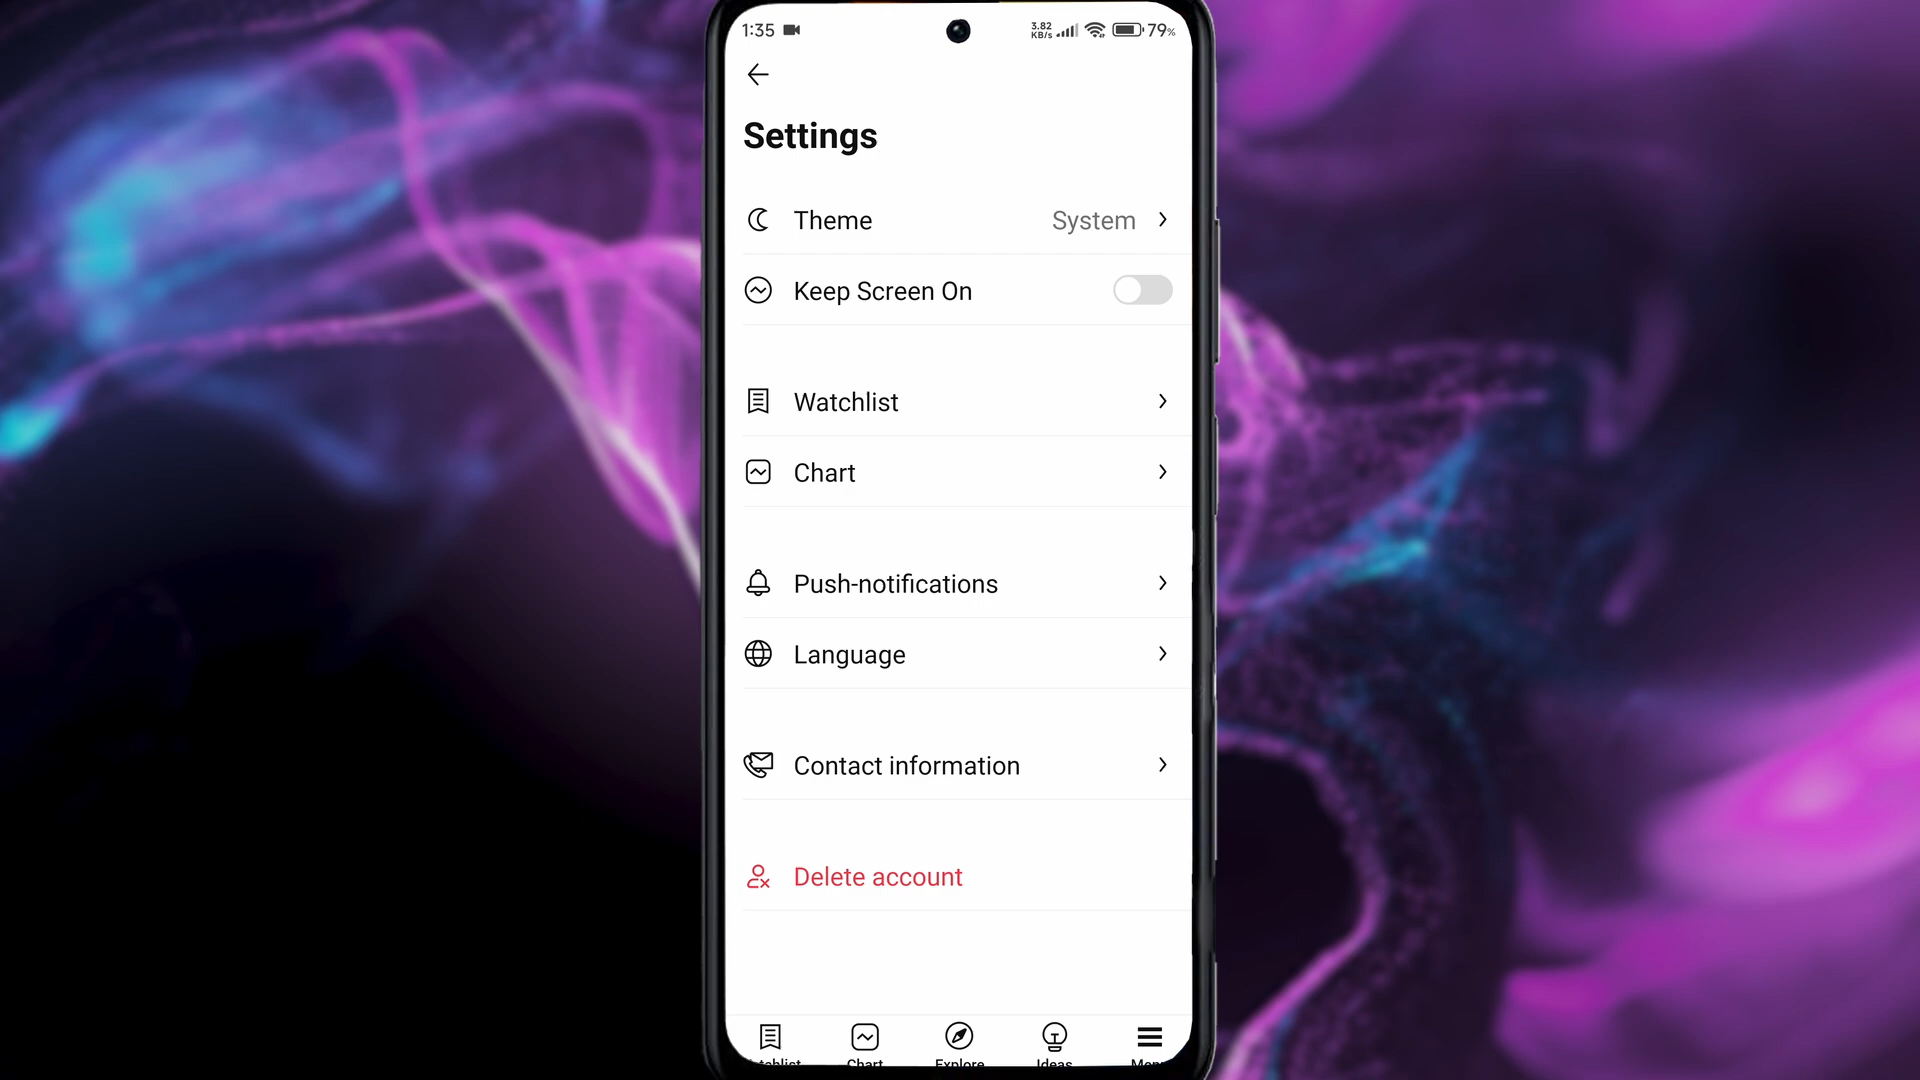 1:35
3.82
KB/s
79%
Settings
Theme
System
Keep Screen On
Watchlist
Chart
Push-notifications
Language
Contact information
Delete account
Chart
Explore
Ideas